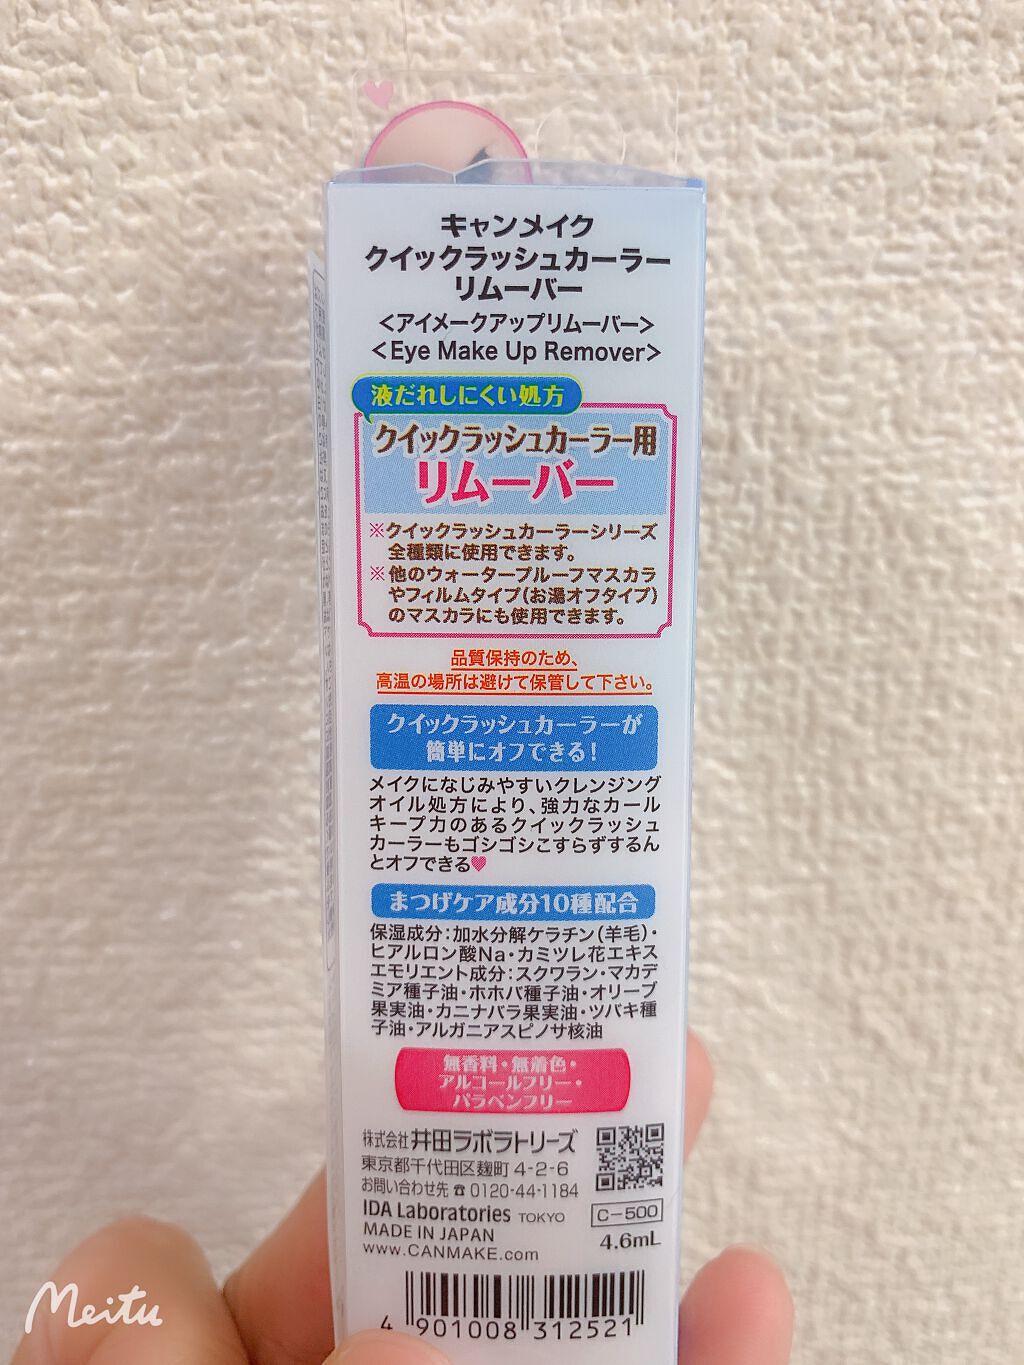 キャンメイク
クイックラッシュカーラー
リムーバー
<アイメークアップリムーバー>
<Eye Make Up Remover>
液だれしにくい処方
クイックラッシュカーラー用
リムーバー
※クイックラッシュカーラーシリーズ
全種類に使用できます。
※他のウォータープルーフマスカラ
やフィルムタイプ(お湯オフタイプ)
のマスカラにも使用できます。
品質保持のため、
高温の場所は避けて保管して下さい。
クイックラッシュカーラーが
簡単にオフできる!
メイクになじみやすいクレンジング
オイル処方により、強力なカール
キープ力のあるクイックラッシュ
カーラーもゴシゴシこすらずするん
とオフできる♥
まつげケア成分10種配合
保湿成分:加水分解ケラチン(羊毛)・
ヒアルロン酸Na・カミツレ花エキス
エモリエント成分:スクワラン・マカデ
ミア種子油・ホホバ種子油・オリーブ
果実油・カニナバラ果実油・ツバキ種
子油・アルガニアスピノサ核油
無香料・無着色・
アルコールフリー・
パラベンフリー
株式会社 井田ラボラトリーズ
東京都千代田区麹町 4-2-6
お問い合わせ先 ☎ 0120-44-1184
IDA Laboratories TOKYO
MADE IN JAPAN
www.CANMAKE.com
C-500
4.6mL
4 901008 312521
Meitu